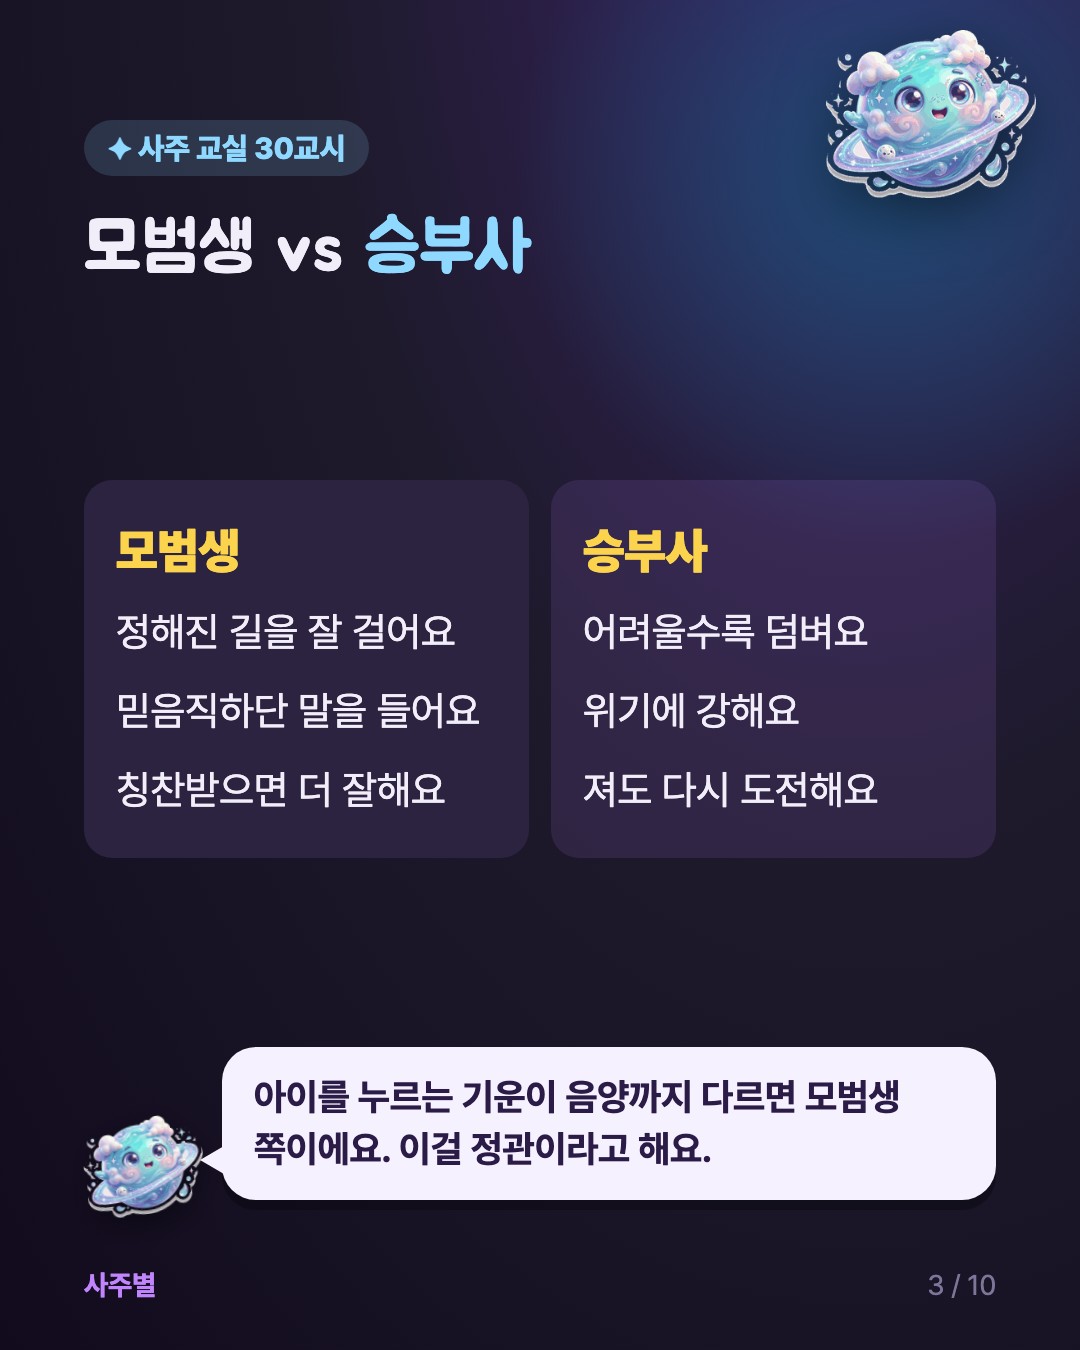 ✦ 사주 교실 30교시
모범생 vs 승부사
모범생
정해진 길을 잘 걸어요
믿음직하단 말을 들어요
칭찬받으면 더 잘해요
승부사
어려울수록 덤벼요
위기에 강해요
져도 다시 도전해요
아이를 누르는 기운이 음양까지 다르면 모범생
쪽이에요. 이걸 정관이라고 해요.
사주별
3 / 10